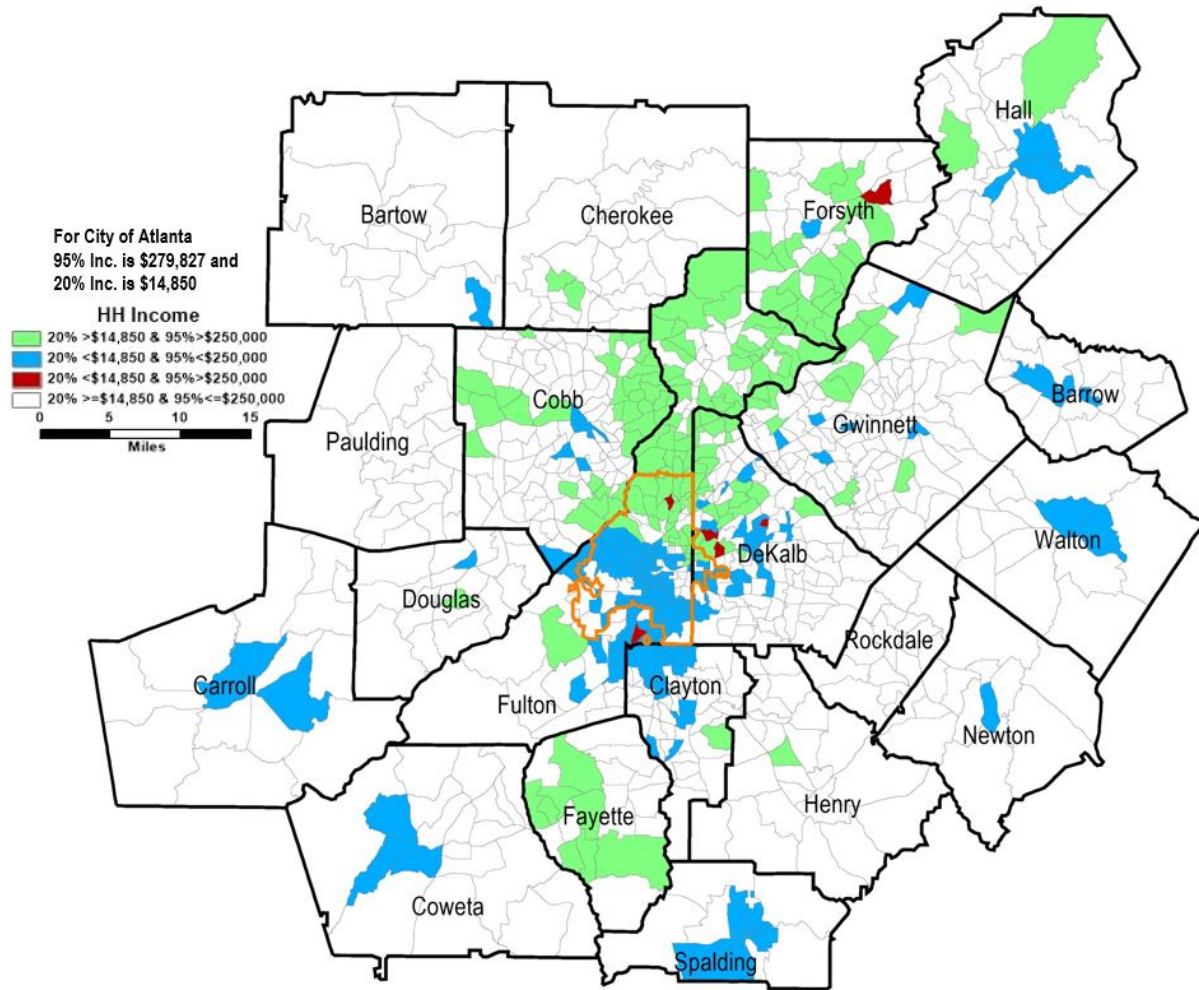 Hall
Bartow
Cherokee
Forsyth
For City of Atlanta
95% Inc. is $279,827 and
20% Inc. is $14,850
HH Income
20% >$14,850 & 95%>$250,000
20% <$14,850 & 95%<$250,000
20% <$14,850 & 95%>$250,000
20% >=$14,850 & 95%<=$250,000
0 5 10 15
Miles
Cobb
Barrow
Gwinnett
Paulding
Walton
DeKalb
Douglas
Rockdale
Carroll
Clayton
Fulton
Newton
Henry
Fayette
Coweta
Spalding